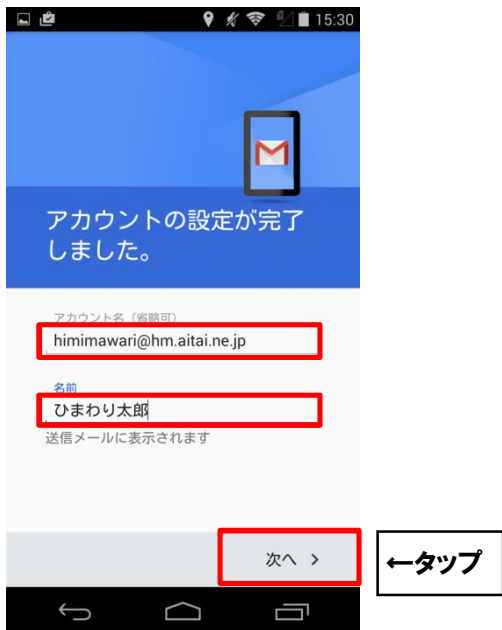 15:30
アカウントの設定が完了
しました。
アカウント名（省略可）
himimawari@hm.aitai.ne.jp
名前
ひまわり太郎
送信メールに表示されます
次へ >
←タップ